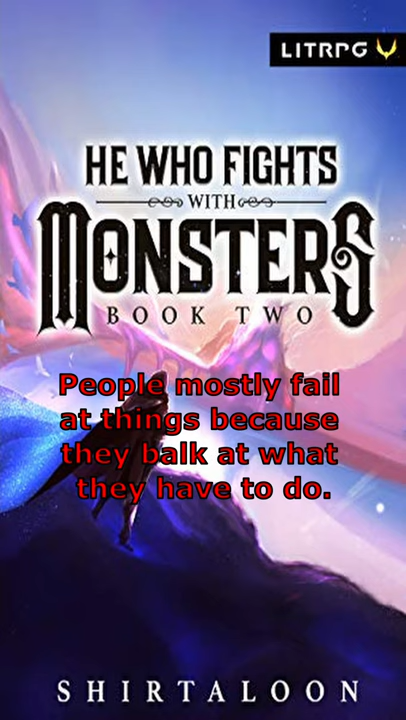 LITRPG
HE WHO FIGHTS
WITH
MONSTERS
BOOK TWO
People mostly fail
at things because
they balk at what
they have to do.
SHIRTALOON